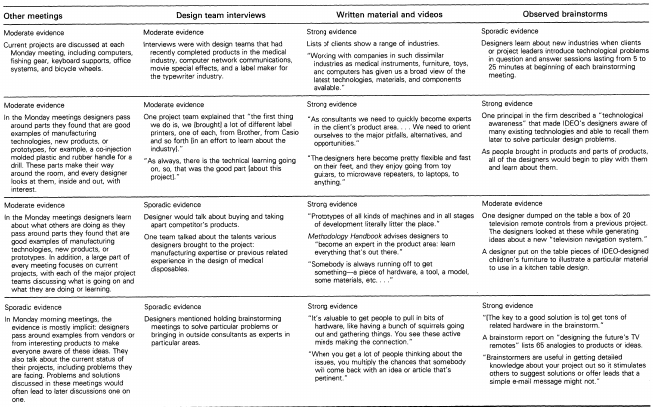 Other meetings
Design team interviews
Written material and videos
Observed brainstorms
Moderate evidence
Current projects are discussed at each
Monday meeting, including computers,
fishing gear, keyboard supports, office
systems, and bicycle wheels.
Moderate evidence
Interviews were with design teams that had
recently completed products in the medical
industry, computer network communications,
movie special effects, and a label maker for
the typewriter industry.
Strong evidence
Lists of clients show a range of industries.
"Working with companies in such dissimilar
industries as medical instruments, furniture, toys,
and computers has given us a broad view of the
latest technologies, materials, and components
available."
Sporadic evidence
Designers learn about new industries when clients
or project leaders introduce technological problems
in question and answer sessions lasting from 5 to
25 minutes at beginning of each brainstorming
meeting.
Moderate evidence
In the Monday meetings designers pass
around parts they found that are good
examples of manufacturing
technologies, new products, or
prototypes, for example, a co-injection
molded plastic and rubber handle for a
drill. These parts make their way
around the room, and every designer
looks at them, inside and out, with
interest.
Moderate evidence
One project team explained that "the first thing
we do is, we [brought] a lot of different label
printers, one of each, from Brother, from Casio
and so forth [in an effort to learn about the
industry]."
"As always, there is the technical learning going
on, so, that was the good part [about this
project]."
Strong evidence
"As consultants we need to quickly become experts
in the client's product area. . . . We need to orient
ourselves to the major pitfalls, alternatives, and
opportunities."
"The designers here become pretty flexible and fast
on their feet, and they enjoy going from toy
guitars, to microwave repeaters, to laptops, to
anything."
Strong evidence
One principal in the firm described a "technological
awareness" that made IDEO's designers aware of
many existing technologies and able to recall them
later to solve particular design problems.
As people brought in products and parts of products,
all of the designers would begin to play with them
and learn about them.
Moderate evidence
In the Monday meetings designers learn
about what others are doing as they
pass around parts they found that are
good examples of manufacturing
technologies, new products, or
prototypes. In addition, a large part of
every meeting focuses on current
projects, with each of the major project
teams discussing what is going on and
what they are doing or learning.
Sporadic
Designer would talk about buying and taking
apart competitor's products.
One team talked about the talents various
designers brought to the project:
manufacturing expertise or previous related
experience in the design of medical
disposables.
Strong evidence
"Prototypes of all kinds of machines and in all stages
of development literally litter the place."
Methodology Handbook advises designers
to "become an expert in the product area: learn
everything that's out there."
"Somebody is always running off to get
something—a piece of hardware, a tool, a model,
some materials, etc. . . ."
Moderate evidence
One designer dumped on the table a box of 20
television remote controls from a previous project.
The designers looked at these while generating
ideas about a new "television navigation system."
A designer put on the table pieces of IDEO-designed
children's furniture to illustrate a particular material
to use in a kitchen table design.
Sporadic evidence
In Monday morning meetings, the
evidence is mostly implicit: designers
pass around examples from vendors or
from interesting products to make
everyone aware of these ideas. They
also talk about the current status of
their projects, including problems they
are facing. Problems and solutions
discussed in these meetings would
often lead to later discussions one on
one.
Sporadic evidence
Designers mentioned holding brainstorming
meetings to solve particular problems or
bringing in outside consultants as experts in
particular areas.
Strong evidence
"It's valuable to get people to pull in bits of
hardware, like having a bunch of squirrels going
out and gathering things. You see these active
minds making the connection."
"When you get a lot of people thinking about the
issues, you multiply the chances that somebody
will come back with an idea or article that's
pertinent."
Strong evidence
"[The key to a good solution is to] get tons of
related hardware in the brainstorm."
A brainstorm report on "designing the future's TV
remotes" lists 65 analogies to products or ideas.
"Brainstormers are useful in getting detailed
knowledge about your project out so it stimulates
others to suggest solutions or offer leads that a
simple e-mail message might not."